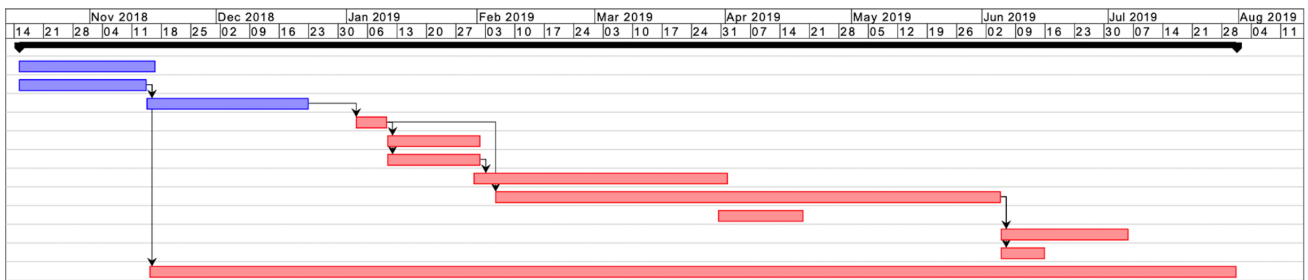 Nov 2018 Dec 2018 Jan 2019 Feb 2019 Mar 2019 Apr 2019 May 2019 Jun 2019 Jul 2019 Aug 2019
14 21 28 04 11 18 25 02 09 16 23 30 06 13 20 27 03 10 17 24 03 10 17 24 31 07 14 21 28 05 12 19 26 02 09 16 23 30 07 14 21 28 04 11